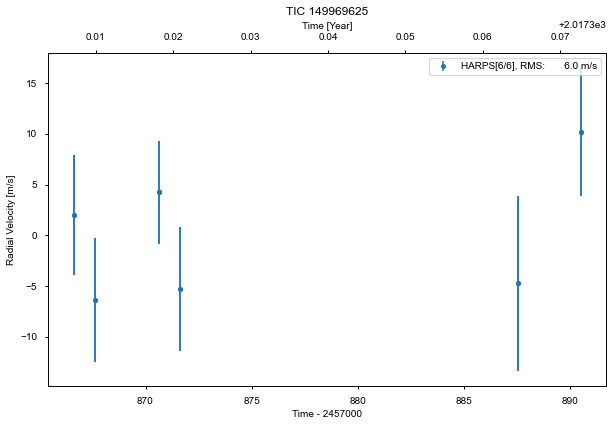 TIC 149969625
Time [Year]
+2.0173e3
0.01 0.02 0.03 0.04 0.05 0.06 0.07
HARPS[6/6], RMS: 6.0 m/s
Radial Velocity [m/s]
15
10
5
0
−5
−10
870 875 880 885 890
Time - 2457000